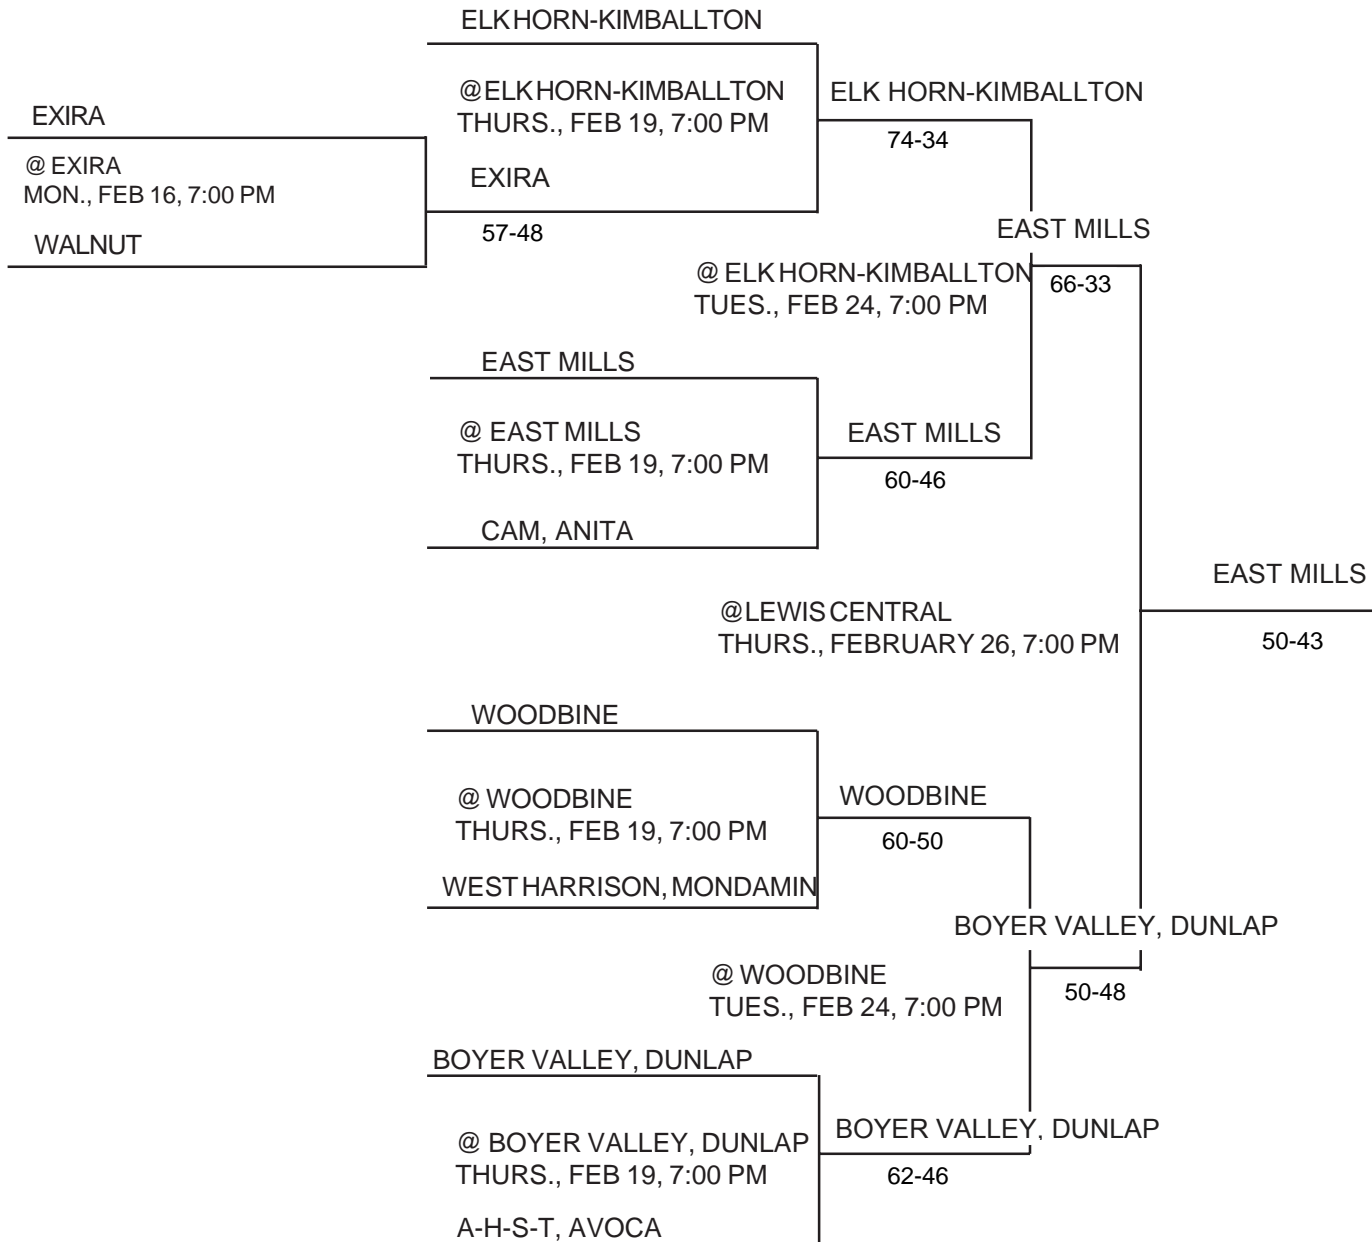 ELK HORN-KIMBALLTON
@ ELK HORN-KIMBALLTON
THURS., FEB 19, 7:00 PM
ELK HORN-KIMBALLTON
74-34
EXIRA
@ EXIRA
MON., FEB 16, 7:00 PM
WALNUT
EXIRA
57-48
EAST MILLS
66-33
@ ELK HORN-KIMBALLTON
TUES., FEB 24, 7:00 PM
EAST MILLS
@ EAST MILLS
THURS., FEB 19, 7:00 PM
EAST MILLS
60-46
CAM, ANITA
EAST MILLS
50-43
@ LEWIS CENTRAL
THURS., FEBRUARY 26, 7:00 PM
WOODBINE
@ WOODBINE
THURS., FEB 19, 7:00 PM
WOODBINE
60-50
WEST HARRISON, MONDAMIN
BOYER VALLEY, DUNLAP
50-48
@ WOODBINE
TUES., FEB 24, 7:00 PM
BOYER VALLEY, DUNLAP
@ BOYER VALLEY, DUNLAP
THURS., FEB 19, 7:00 PM
BOYER VALLEY, DUNLAP
62-46
A-H-S-T, AVOCA